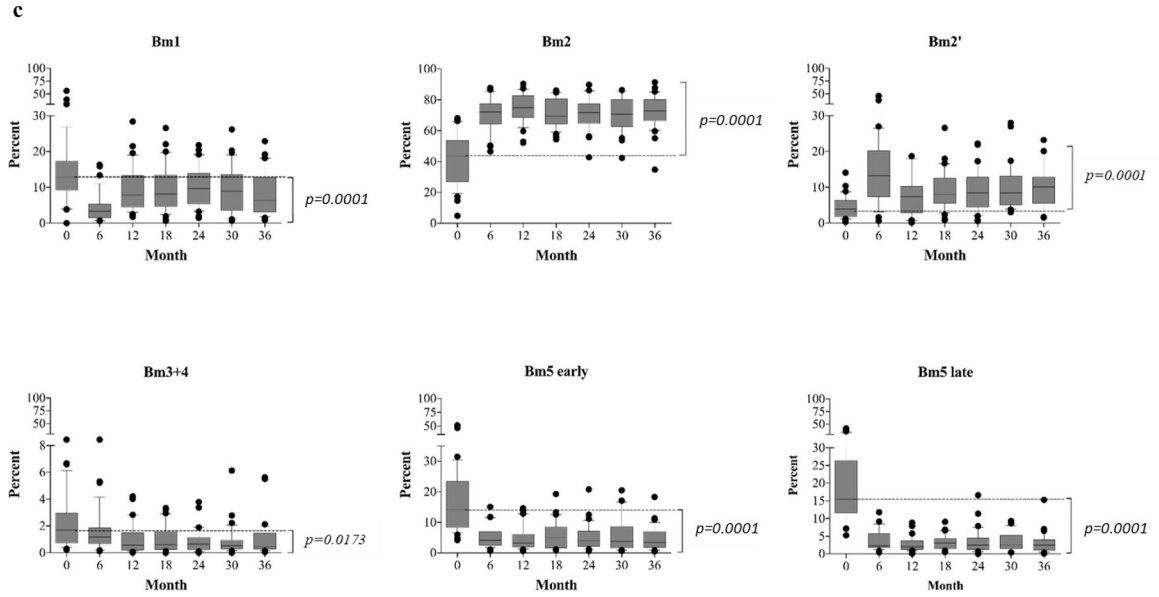 c
Bm1
100
75
50
30
20
10
0
Percent
0 6 12 18 24 30 36
Month
p=0.0001
Bm2
100
80
60
40
20
0
Percent
0 6 12 18 24 30 36
Month
p=0.0001
Bm2'
100
75
50
30
20
10
0
Percent
0 6 12 18 24 30 36
Month
p=0.0001
Bm3+4
100
75
50
8
6
4
2
0
Percent
0 6 12 18 24 30 36
Month
p=0.0173
Bm5 early
100
75
50
30
20
10
0
Percent
0 6 12 18 24 30 36
Month
p=0.0001
Bm5 late
100
75
50
30
25
20
15
10
5
0
Percent
0 6 12 18 24 30 36
Month
p=0.0001